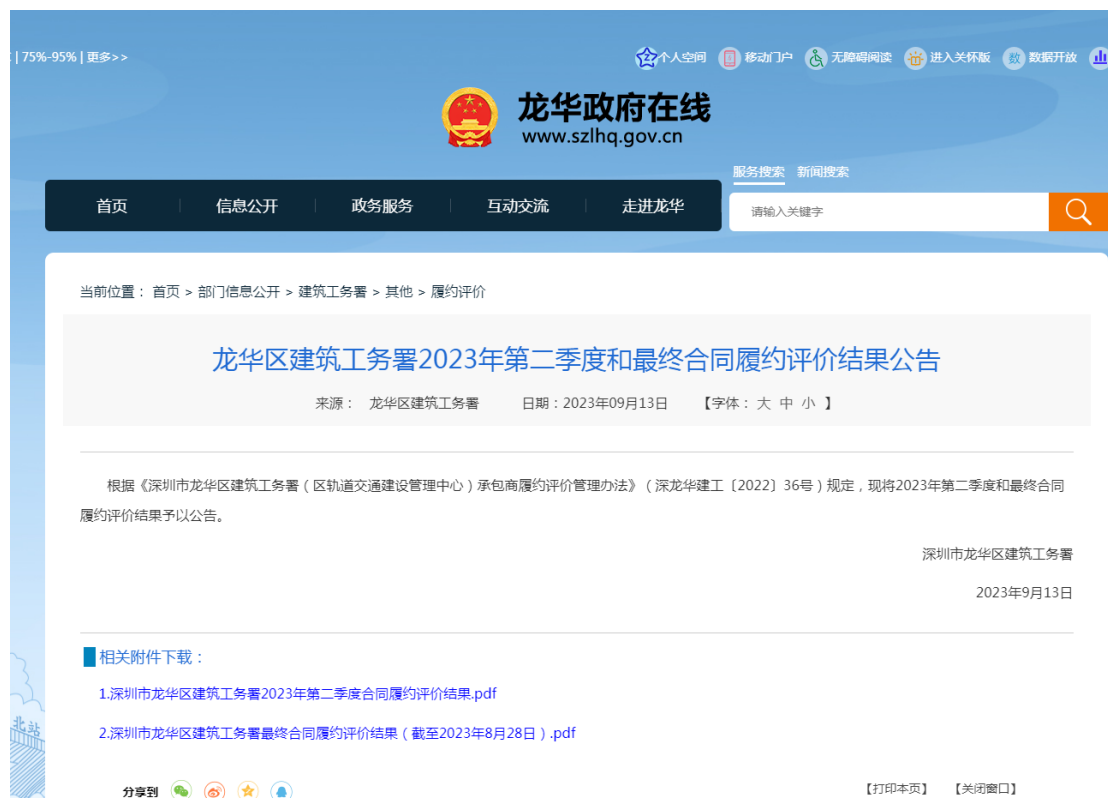 | 75%-95% | 更多>>
个人空间 移动门户 无障碍阅读 进入关怀版 数 数据开放
龙华政府在线
www.szlhq.gov.cn
服务搜索 新闻搜索
首页 信息公开 政务服务 互动交流 走进龙华
请输入关键字
当前位置： 首页 > 部门信息公开 > 建筑工务署 > 其他 > 履约评价
龙华区建筑工务署2023年第二季度和最终合同履约评价结果公告
来源： 龙华区建筑工务署 日期：2023年09月13日 【字体： 大 中 小 】
根据《深圳市龙华区建筑工务署（区轨道交通建设管理中心）承包商履约评价管理办法》（深龙华建工〔2022〕36号）规定，现将2023年第二季度和最终合同
履约评价结果予以公告。
深圳市龙华区建筑工务署
2023年9月13日
相关附件下载：
1.深圳市龙华区建筑工务署2023年第二季度合同履约评价结果.pdf
2.深圳市龙华区建筑工务署最终合同履约评价结果（截至2023年8月28日）.pdf
北站
分享到
【打印本页】 【关闭窗口】